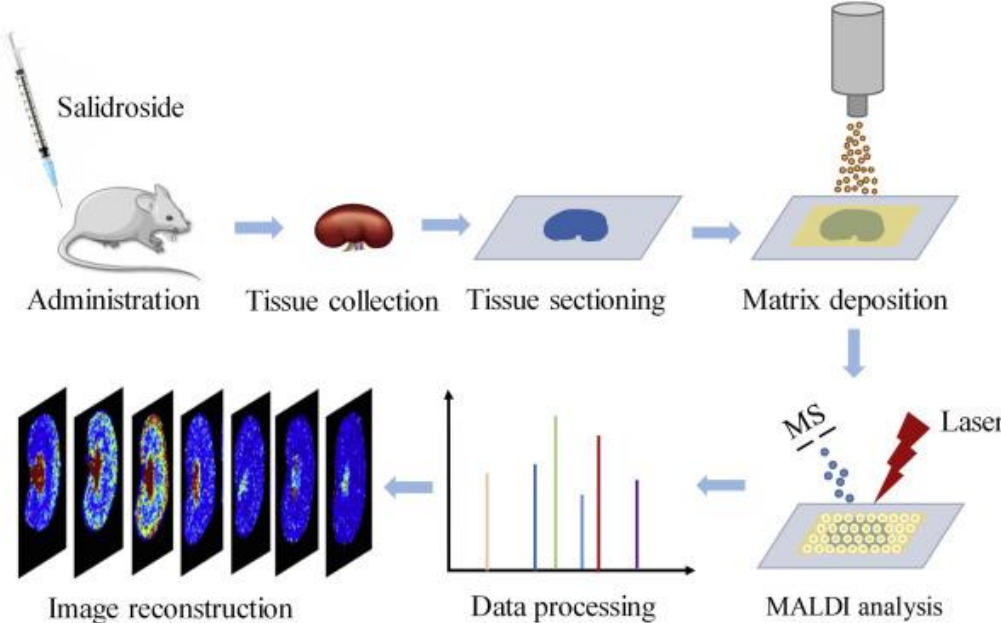 Salidroside
Administration
Tissue collection
Tissue sectioning
Matrix deposition
Laser
MS
MALDI analysis
Data processing
Image reconstruction